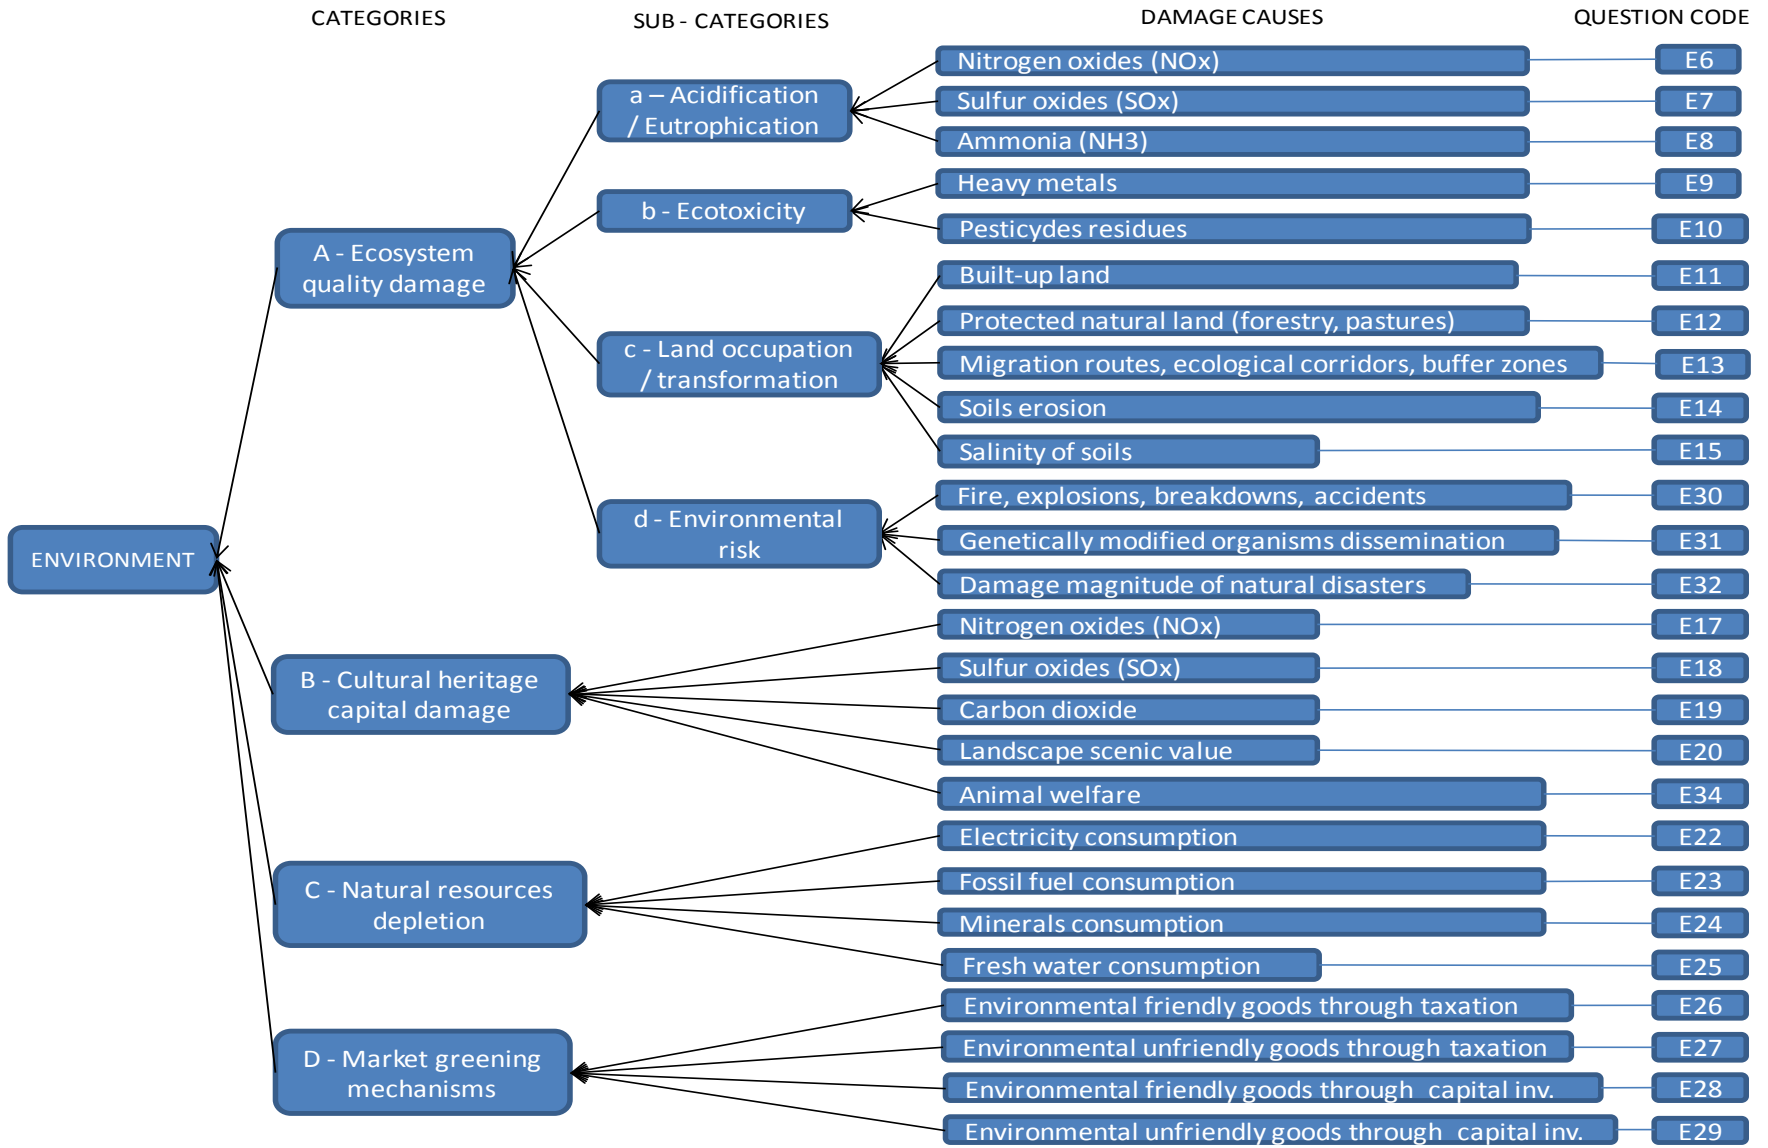 CATEGORIES
SUB - CATEGORIES
DAMAGE CAUSES
QUESTION CODE
ENVIRONMENT
A - Ecosystem
quality damage
a – Acidification
/ Eutrophication
Nitrogen oxides (NOx)
E6
Sulfur oxides (SOx)
E7
Ammonia (NH3)
E8
b - Ecotoxicity
Heavy metals
E9
Pesticydes residues
E10
c - Land occupation
/ transformation
Built-up land
E11
Protected natural land (forestry, pastures)
E12
Migration routes, ecological corridors, buffer zones
E13
Soils erosion
E14
Salinity of soils
E15
d - Environmental
risk
Fire, explosions, breakdowns, accidents
E30
Genetically modified organisms dissemination
E31
Damage magnitude of natural disasters
E32
B - Cultural heritage
capital damage
Nitrogen oxides (NOx)
E17
Sulfur oxides (SOx)
E18
Carbon dioxide
E19
Landscape scenic value
E20
Animal welfare
E34
C - Natural resources
depletion
Electricity consumption
E22
Fossil fuel consumption
E23
Minerals consumption
E24
Fresh water consumption
E25
D - Market greening
mechanisms
Environmental friendly goods through taxation
E26
Environmental unfriendly goods through taxation
E27
Environmental friendly goods through capital inv.
E28
Environmental unfriendly goods through capital inv.
E29